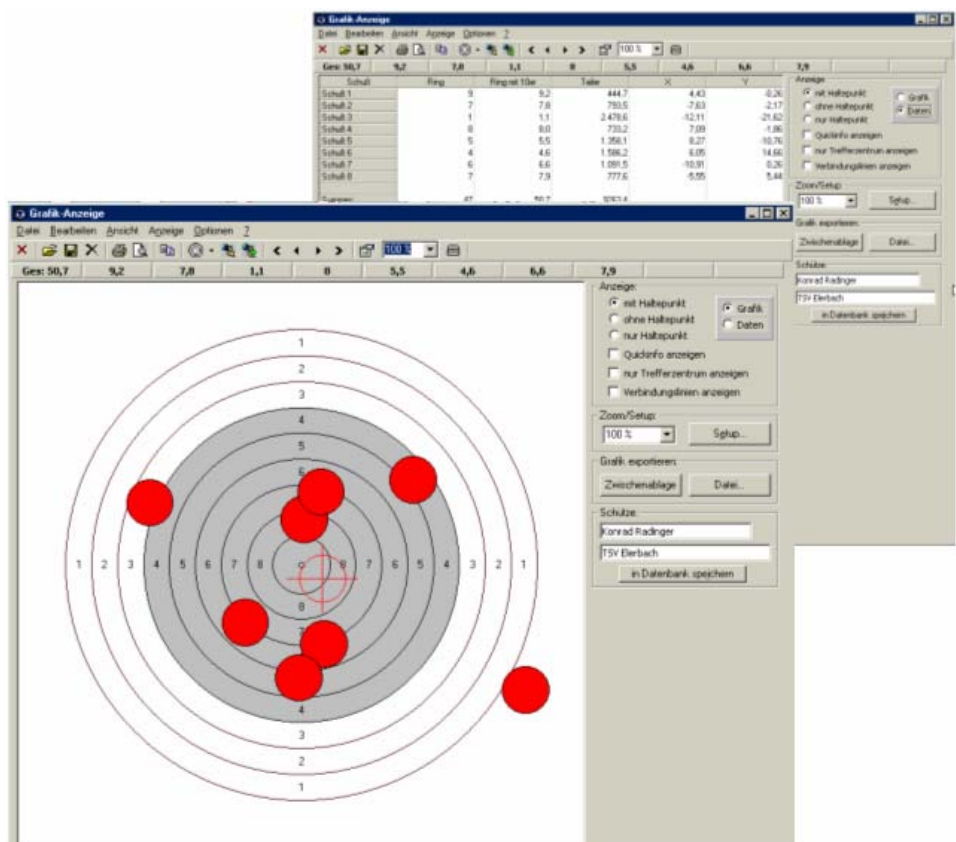 Grafik-Anzeige
Datei Bearbeiten Ansicht Anzeige Optionen ?
100 %
Ges: 50,7 9,2 7,8 1,1 8 5,5 4,6 6,6 7,9
Schuß Ring Ring mit 10er Teiler X Y
Schuß 1 9 9,2 444,7 4,43 -0,26
Schuß 2 7 7,8 793,5 -7,63 -2,17
Schuß 3 1 1,1 2.478,6 -12,11 -21,62
Schuß 4 8 8,0 733,2 7,09 -1,86
Schuß 5 5 5,5 1.358,1 8,27 -10,76
Schuß 6 4 4,6 1.586,2 6,05 14,66
Schuß 7 6 6,6 1.091,5 -10,91 0,26
Schuß 8 7 7,9 777,6 -5,55 5,44
Summen 47 50,7
Anzeige
mit Haltepunkt
ohne Haltepunkt
nur Haltepunkt
Grafik
Daten
Quickinfo anzeigen
nur Trefferzentrum anzeigen
Verbindungslinien anzeigen
Zoom/Setup
100 % Setup...
Grafik exportieren
Zwischenablage Datei...
Schütze
Konrad Radinger
TSV Elerbach
in Datenbank speichern
Grafik-Anzeige
Datei Bearbeiten Ansicht Anzeige Optionen ?
100 %
Ges: 50,7 9,2 7,8 1,1 8 5,5 4,6 6,6 7,9
1
2
3
4
5
6
1 2 3 4 5 6 7 8 8 7 6 5 4 3 2 1
8
7
4
3
2
1
Anzeige:
mit Haltepunkt
ohne Haltepunkt
nur Haltepunkt
Grafik
Daten
Quickinfo anzeigen
nur Trefferzentrum anzeigen
Verbindungslinien anzeigen
Zoom/Setup:
100 % Setup...
Grafik exportieren:
Zwischenablage Datei...
Schütze:
Konrad Radinger
TSV Elerbach
in Datenbank speichern